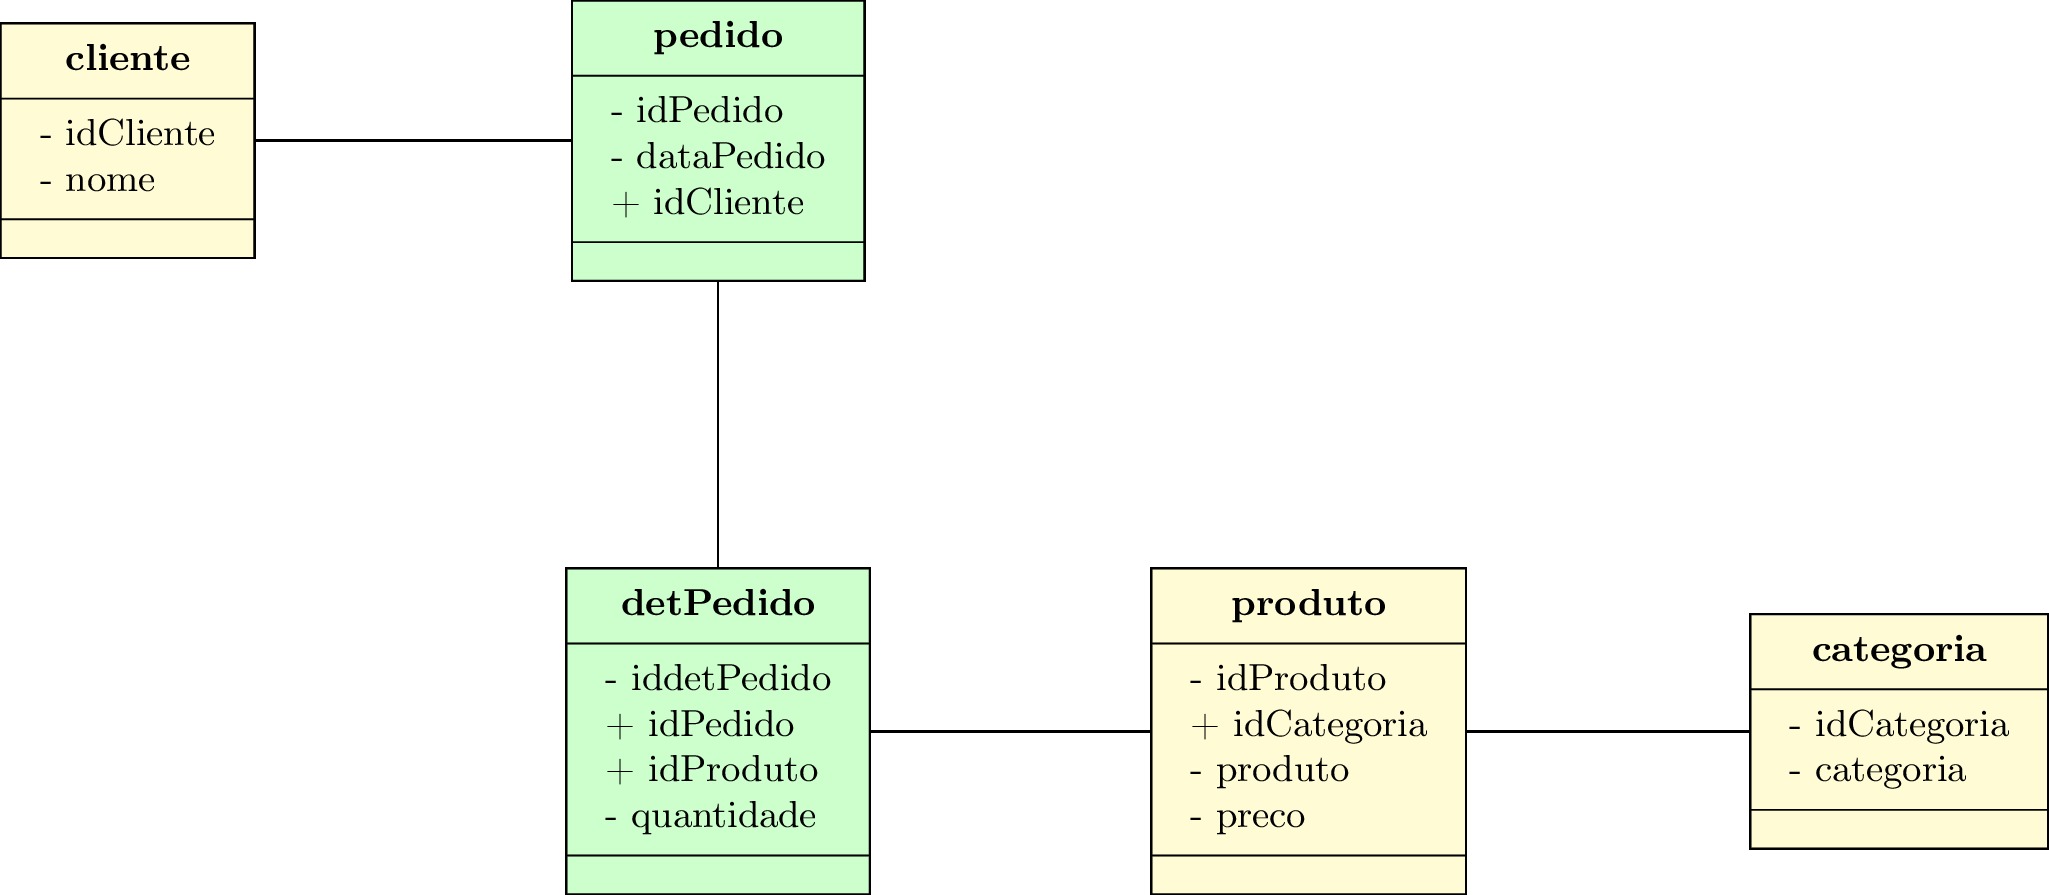 cliente
- idCliente
- nome
pedido
- idPedido
- dataPedido
+ idCliente
detPedido
- iddetPedido
+ idPedido
+ idProduto
- quantidade
produto
- idProduto
+ idCategoria
- produto
- preco
categoria
- idCategoria
- categoria